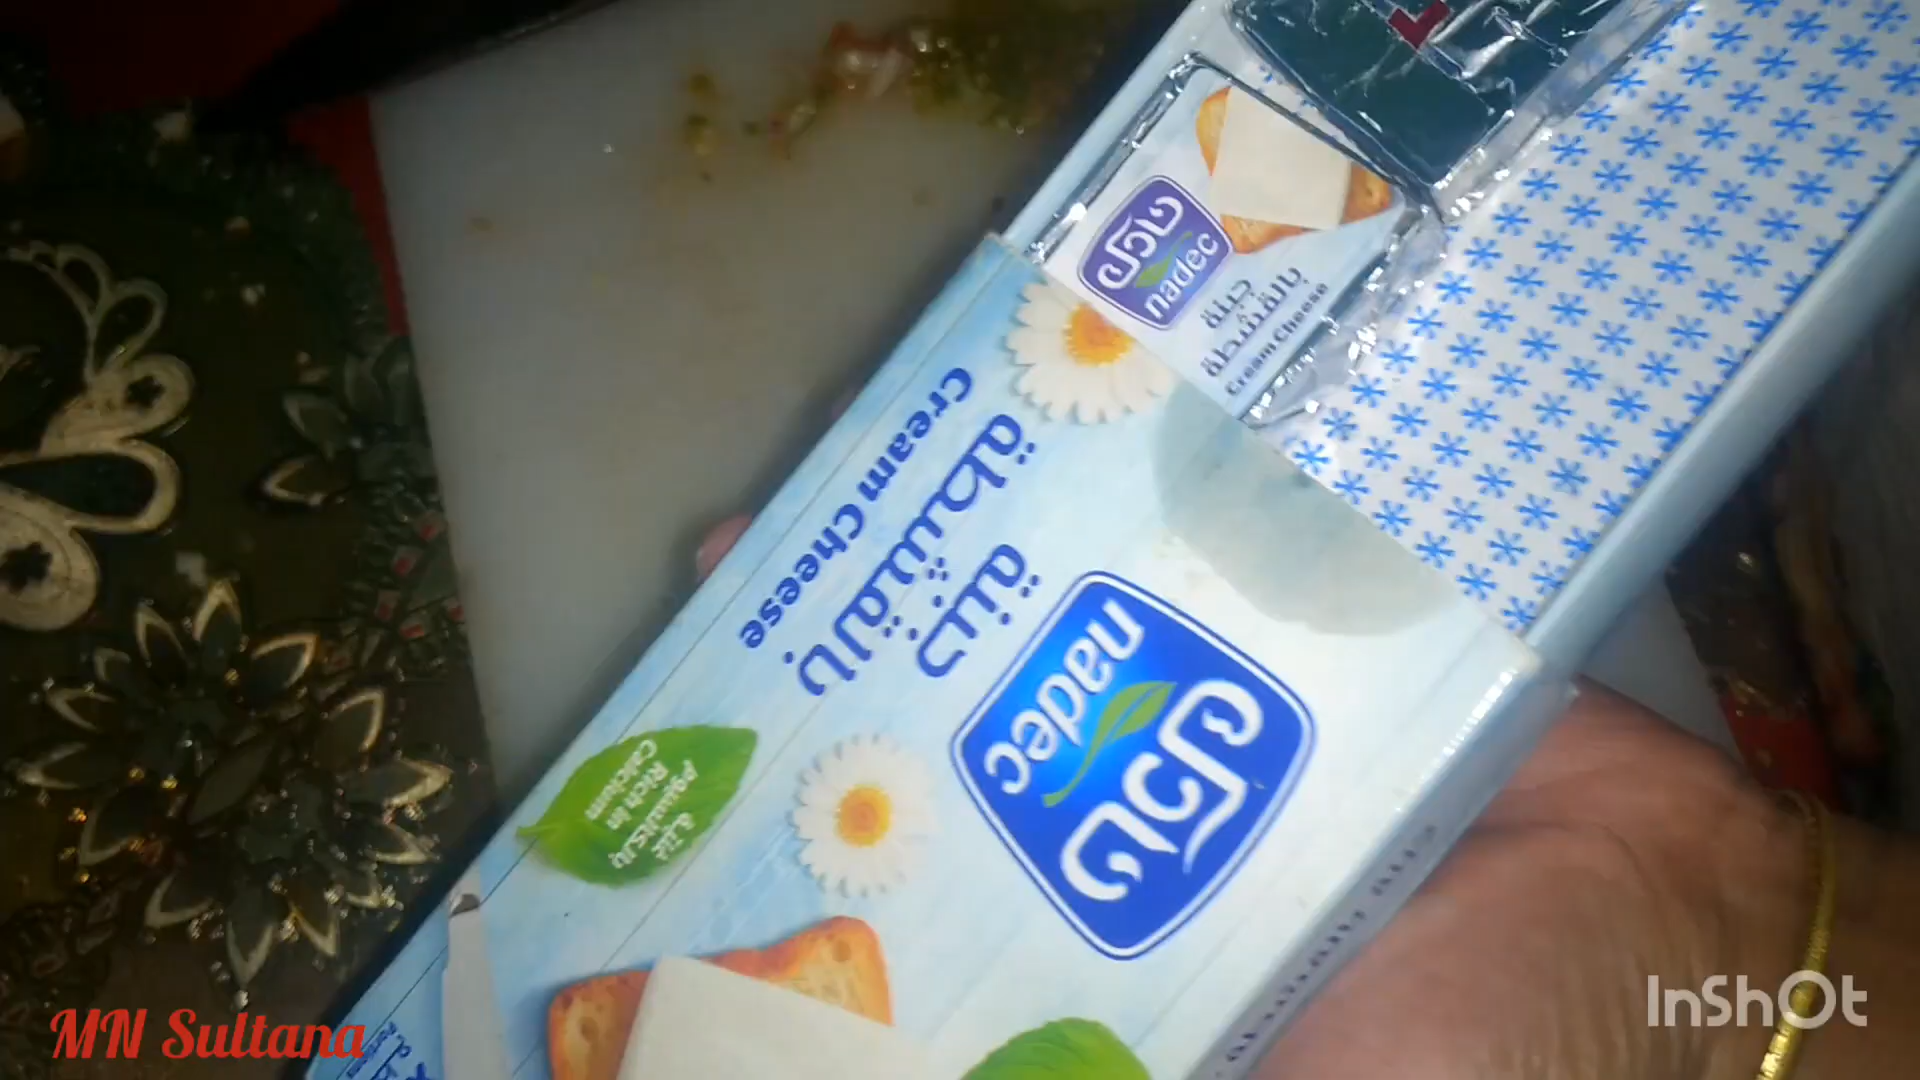 نادك
nadec
جبنة
بالقشطة
Cream Cheese
nadec
نادك
جبنة
بالقشطة
Cream Cheese
غنية
بالكالسيوم
Rich in
Calcium
MN Sultana
InShOt